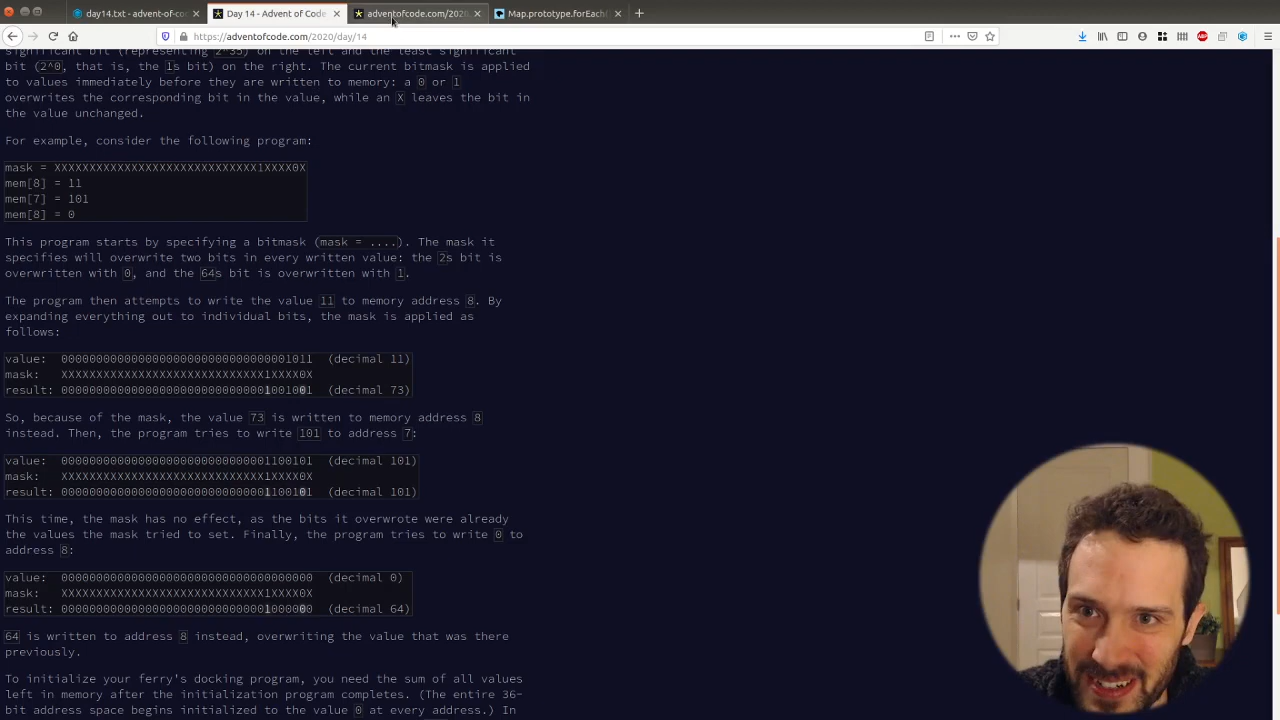 day14.txt - advent-of-co
Day 14 - Advent of Code
adventofcode.com/2020
Map.prototype.forEach(
https://adventofcode.com/2020/day/14
significant bit (representing 2^35) on the left and the least significant
bit (2^0, that is, the 1s bit) on the right. The current bitmask is applied
to values immediately before they are written to memory: a 0 or 1
overwrites the corresponding bit in the value, while an X leaves the bit in
the value unchanged.
For example, consider the following program:
mask = XXXXXXXXXXXXXXXXXXXXXXXXXXXXX1XXXX0X
mem[8] = 11
mem[7] = 101
mem[8] = 0
This program starts by specifying a bitmask (mask = ....). The mask it
specifies will overwrite two bits in every written value: the 2s bit is
overwritten with 0, and the 64s bit is overwritten with 1.
The program then attempts to write the value 11 to memory address 8. By
expanding everything out to individual bits, the mask is applied as
follows:
value: 000000000000000000000000000000001011 (decimal 11)
mask: XXXXXXXXXXXXXXXXXXXXXXXXXXXXX1XXXX0X
result: 000000000000000000000000000001001001 (decimal 73)
So, because of the mask, the value 73 is written to memory address 8
instead. Then, the program tries to write 101 to address 7:
value: 000000000000000000000000000001100101 (decimal 101)
mask: XXXXXXXXXXXXXXXXXXXXXXXXXXXXX1XXXX0X
result: 000000000000000000000000000001100101 (decimal 101)
This time, the mask has no effect, as the bits it overwrote were already
the values the mask tried to set. Finally, the program tries to write 0 to
address 8:
value: 000000000000000000000000000000000000 (decimal 0)
mask: XXXXXXXXXXXXXXXXXXXXXXXXXXXXX1XXXX0X
result: 000000000000000000000000000001000000 (decimal 64)
64 is written to address 8 instead, overwriting the value that was there
previously.
To initialize your ferry's docking program, you need the sum of all values
left in memory after the initialization program completes. (The entire 36-
bit address space begins initialized to the value 0 at every address.) In